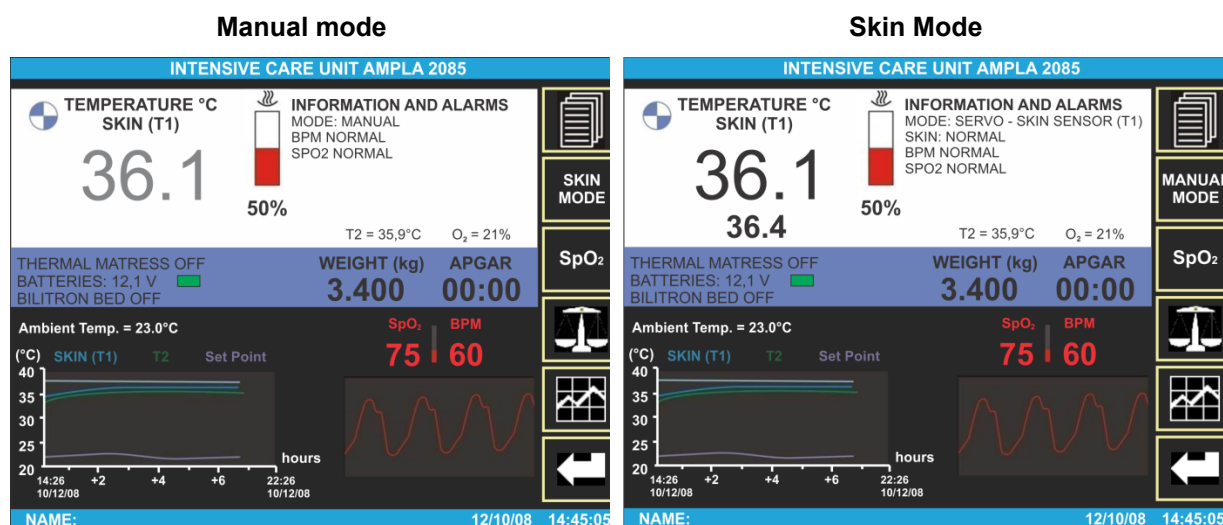 Manual mode
INTENSIVE CARE UNIT AMPLA 2085
TEMPERATURE °C
SKIN (T1)
36.1
50%
INFORMATION AND ALARMS
MODE: MANUAL
BPM NORMAL
SPO2 NORMAL
T2 = 35,9°C O₂ = 21%
SKIN
MODE
SpO₂
THERMAL MATRESS OFF
BATTERIES: 12,1 V
BILITRON BED OFF
WEIGHT (kg) APGAR
3.400 00:00
Ambient Temp. = 23.0°C
SpO₂ BPM
75 60
(°C) SKIN (T1) T2 Set Point
40
35
30
25
20
hours
14:26 +2 +4 +6 22:26
10/12/08 10/12/08
NAME: 12/10/08 14:45:05
Skin Mode
INTENSIVE CARE UNIT AMPLA 2085
TEMPERATURE °C
SKIN (T1)
36.1
36.4
50%
INFORMATION AND ALARMS
MODE: SERVO - SKIN SENSOR (T1)
SKIN: NORMAL
BPM NORMAL
SPO2 NORMAL
T2 = 35,9°C O₂ = 21%
MANUAL
MODE
SpO₂
THERMAL MATRESS OFF
BATTERIES: 12,1 V
BILITRON BED OFF
WEIGHT (kg) APGAR
3.400 00:00
Ambient Temp. = 23.0°C
SpO₂ BPM
75 60
(°C) SKIN (T1) T2 Set Point
40
35
30
25
20
hours
14:26 +2 +4 +6 22:26
10/12/08 10/12/08
NAME: 12/10/08 14:45:05